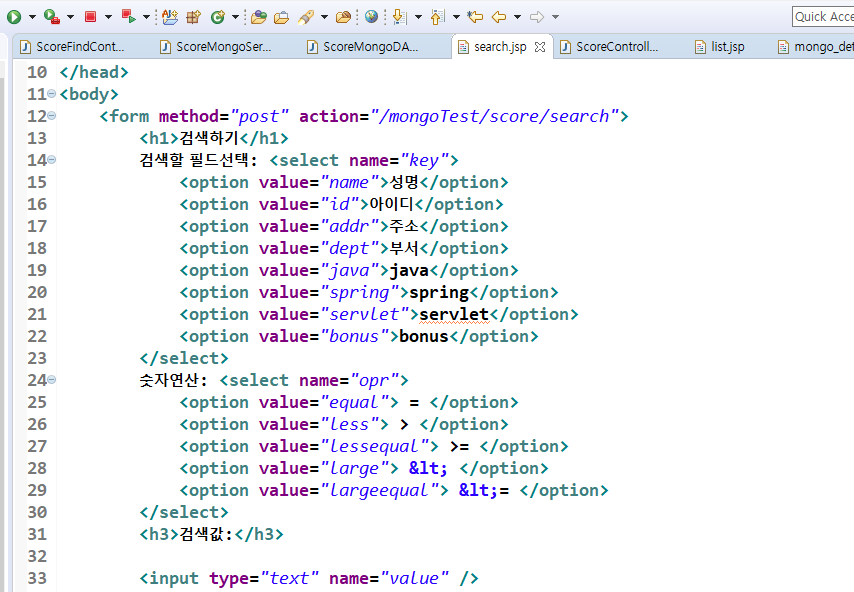 Quick Acce
ScoreFindCont... ScoreMongoSer... ScoreMongoDA... search.jsp ScoreControll... list.jsp mongo_det
10 </head>
11 <body>
12 <form method="post" action="/mongoTest/score/search">
13 <h1>검색하기</h1>
14 검색할 필드선택: <select name="key">
15 <option value="name">성명</option>
16 <option value="id">아이디</option>
17 <option value="addr">주소</option>
18 <option value="dept">부서</option>
19 <option value="java">java</option>
20 <option value="spring">spring</option>
21 <option value="servlet">servlet</option>
22 <option value="bonus">bonus</option>
23 </select>
24 숫자연산: <select name="opr">
25 <option value="equal"> = </option>
26 <option value="less"> > </option>
27 <option value="lessequal"> >= </option>
28 <option value="large"> &lt; </option>
29 <option value="largeequal"> &lt;= </option>
30 </select>
31 <h3>검색값:</h3>
32
33 <input type="text" name="value" />